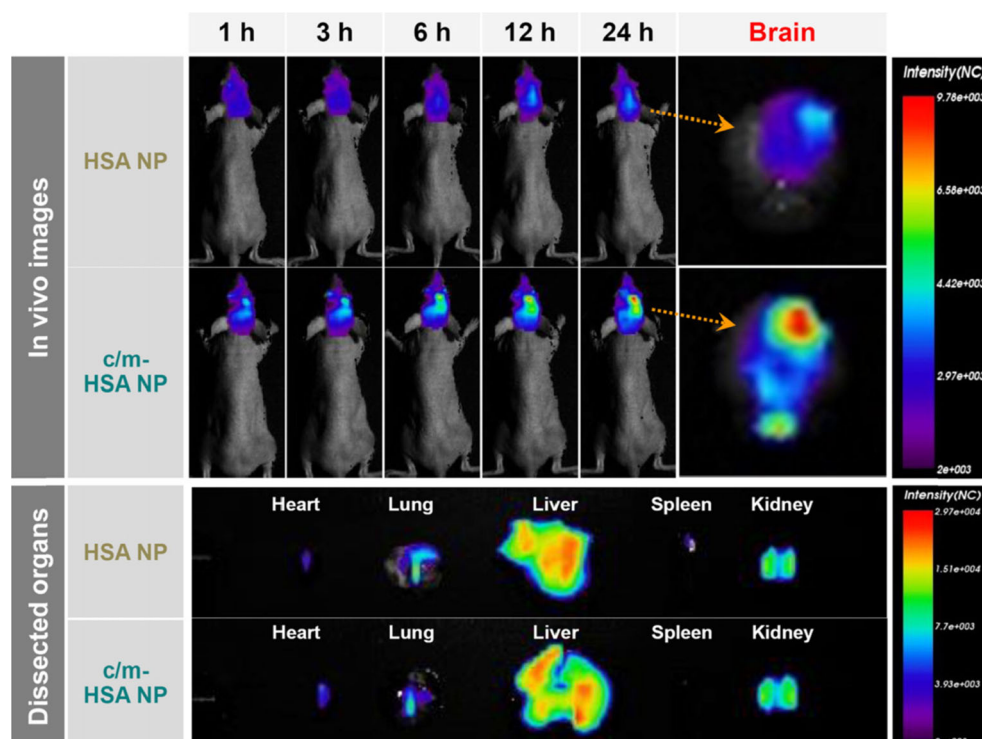 1 h 3 h 6 h 12 h 24 h Brain
In vivo images
HSA NP
c/m-
HSA NP
Intensity(NC)
9.78e+003
6.58e+003
4.42e+003
2.97e+003
2e+003
Dissected organs
HSA NP
Heart Lung Liver Spleen Kidney
c/m-
HSA NP
Heart Lung Liver Spleen Kidney
Intensity(NC)
2.97e+004
1.51e+004
7.7e+003
3.93e+003